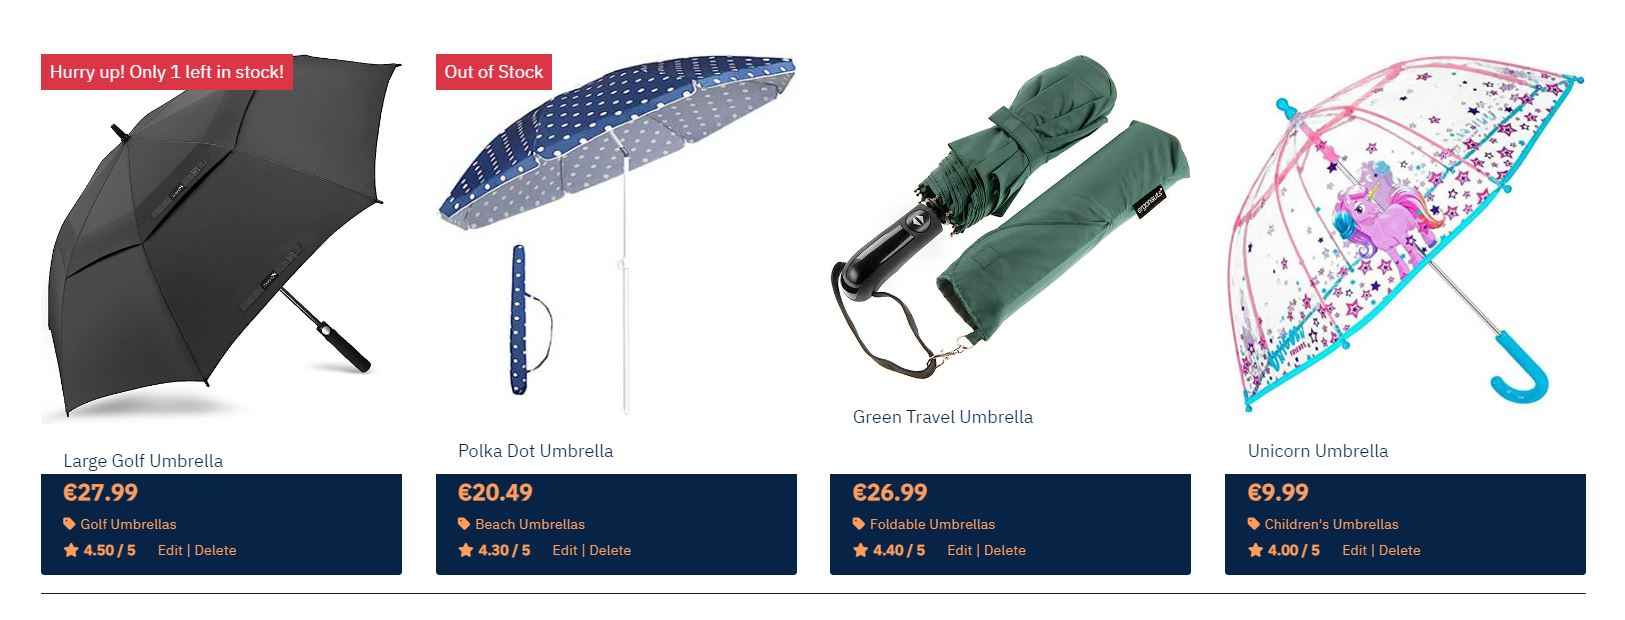 Hurry up! Only 1 left in stock!
Large Golf Umbrella
€27.99
Golf Umbrellas
4.50 / 5 Edit | Delete
Out of Stock
Polka Dot Umbrella
€20.49
Beach Umbrellas
4.30 / 5 Edit | Delete
ergonauts
Green Travel Umbrella
€26.99
Foldable Umbrellas
4.40 / 5 Edit | Delete
FRIENDS
Unicorn Umbrella
€9.99
Children's Umbrellas
4.00 / 5 Edit | Delete